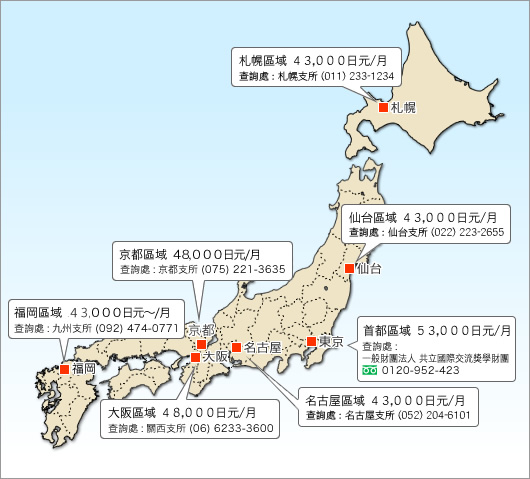 札幌區域 43,000日元/月
查詢處：札幌支所 (011) 233-1234
札幌
仙台區域 43,000日元/月
查詢處：仙台支所 (022) 223-2655
仙台
京都區域 48,000日元/月
查詢處：京都支所 (075) 221-3635
京都
福岡區域 43,000日元～/月
查詢處：九州支所 (092) 474-0771
福岡
首都區域 53,000日元/月
查詢處：
一般財團法人 共立國際交流奬學財團
0120-952-423
東京
名古屋
大阪
名古屋區域 43,000日元/月
查詢處：名古屋支所 (052) 204-6101
大阪區域 48,000日元/月
查詢處：關西支所 (06) 6233-3600